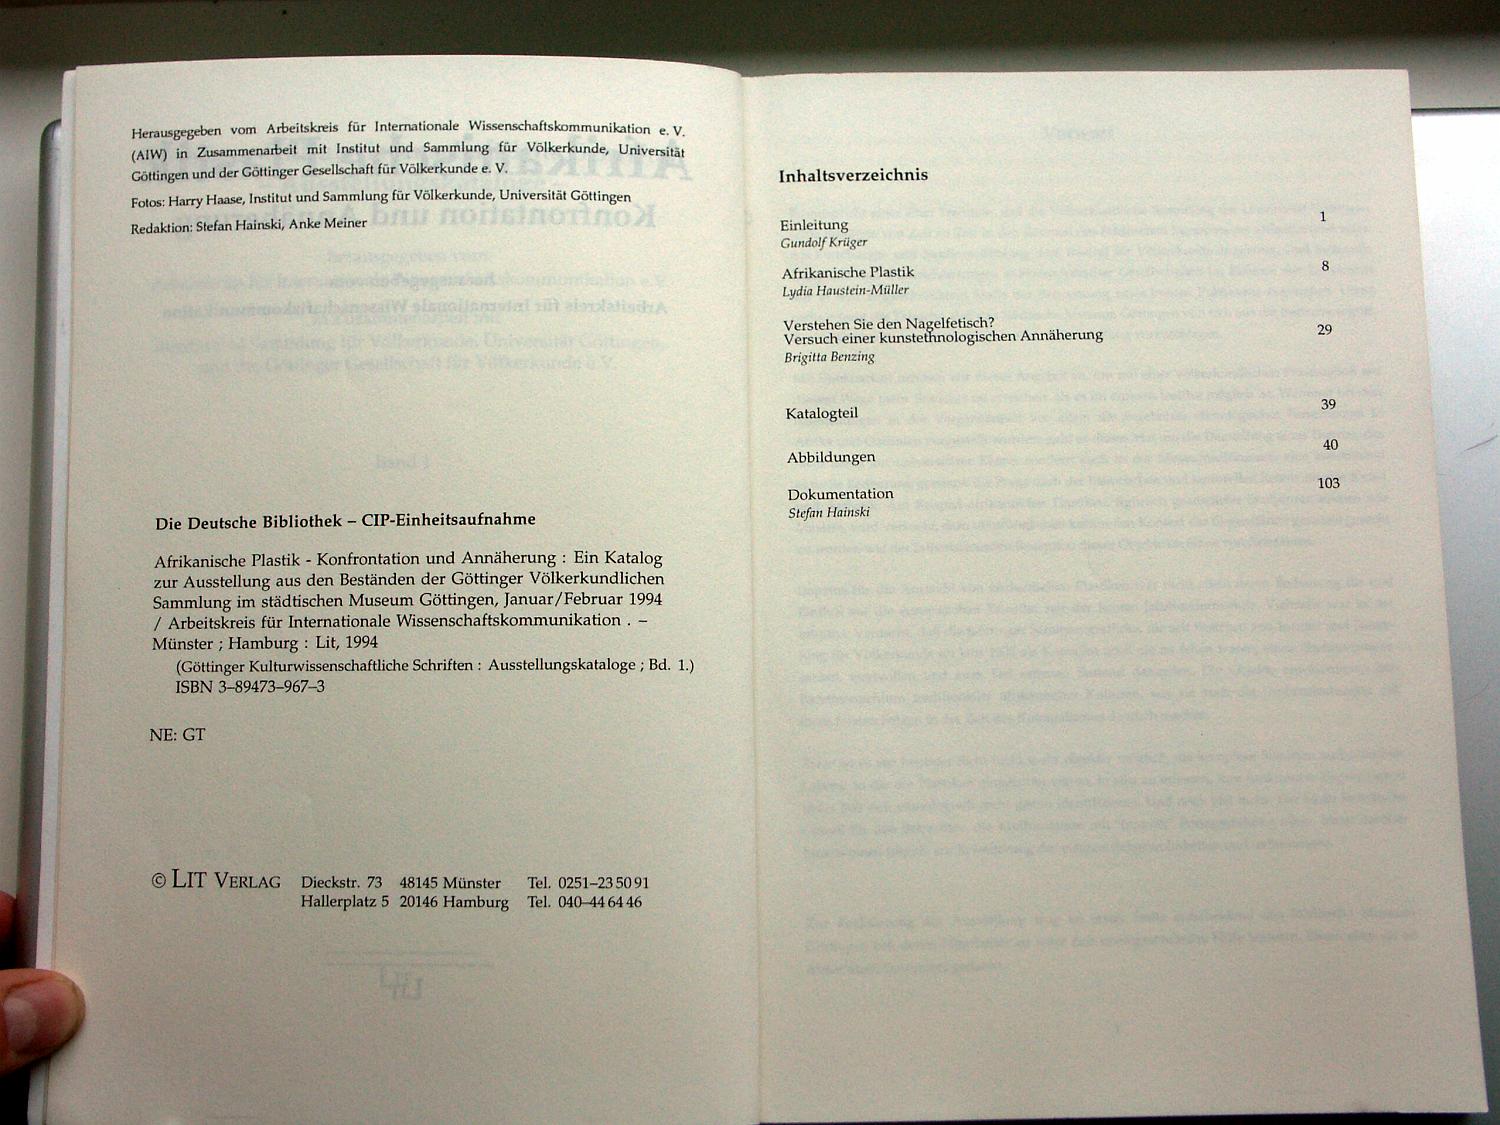 Herausgegeben vom Arbeitskreis für Internationale Wissenschaftskommunikation e. V.
(AIW) in Zusammenarbeit mit Institut und Sammlung für Völkerkunde, Universität
Göttingen und der Göttinger Gesellschaft für Völkerkunde e. V.
Fotos: Harry Haase, Institut und Sammlung für Völkerkunde, Universität Göttingen
Redaktion: Stefan Hainski, Anke Meiner
Die Deutsche Bibliothek – CIP-Einheitsaufnahme
Afrikanische Plastik - Konfrontation und Annäherung : Ein Katalog
zur Ausstellung aus den Beständen der Göttinger Völkerkundlichen
Sammlung im städtischen Museum Göttingen, Januar/Februar 1994
/ Arbeitskreis für Internationale Wissenschaftskommunikation . –
Münster ; Hamburg : Lit, 1994
(Göttinger Kulturwissenschaftliche Schriften : Ausstellungskataloge ; Bd. 1.)
ISBN 3–89473–967–3
NE: GT
© LIT VERLAG Dieckstr. 73 48145 Münster Tel. 0251–23 50 91
Hallerplatz 5 20146 Hamburg Tel. 040–44 64 46
Inhaltsverzeichnis
Einleitung 1
Gundolf Krüger
Afrikanische Plastik 8
Lydia Haustein-Müller
Verstehen Sie den Nagelfetisch?
Versuch einer kunstethnologischen Annäherung 29
Brigitta Benzing
Katalogteil 39
Abbildungen 40
Dokumentation 103
Stefan Hainski